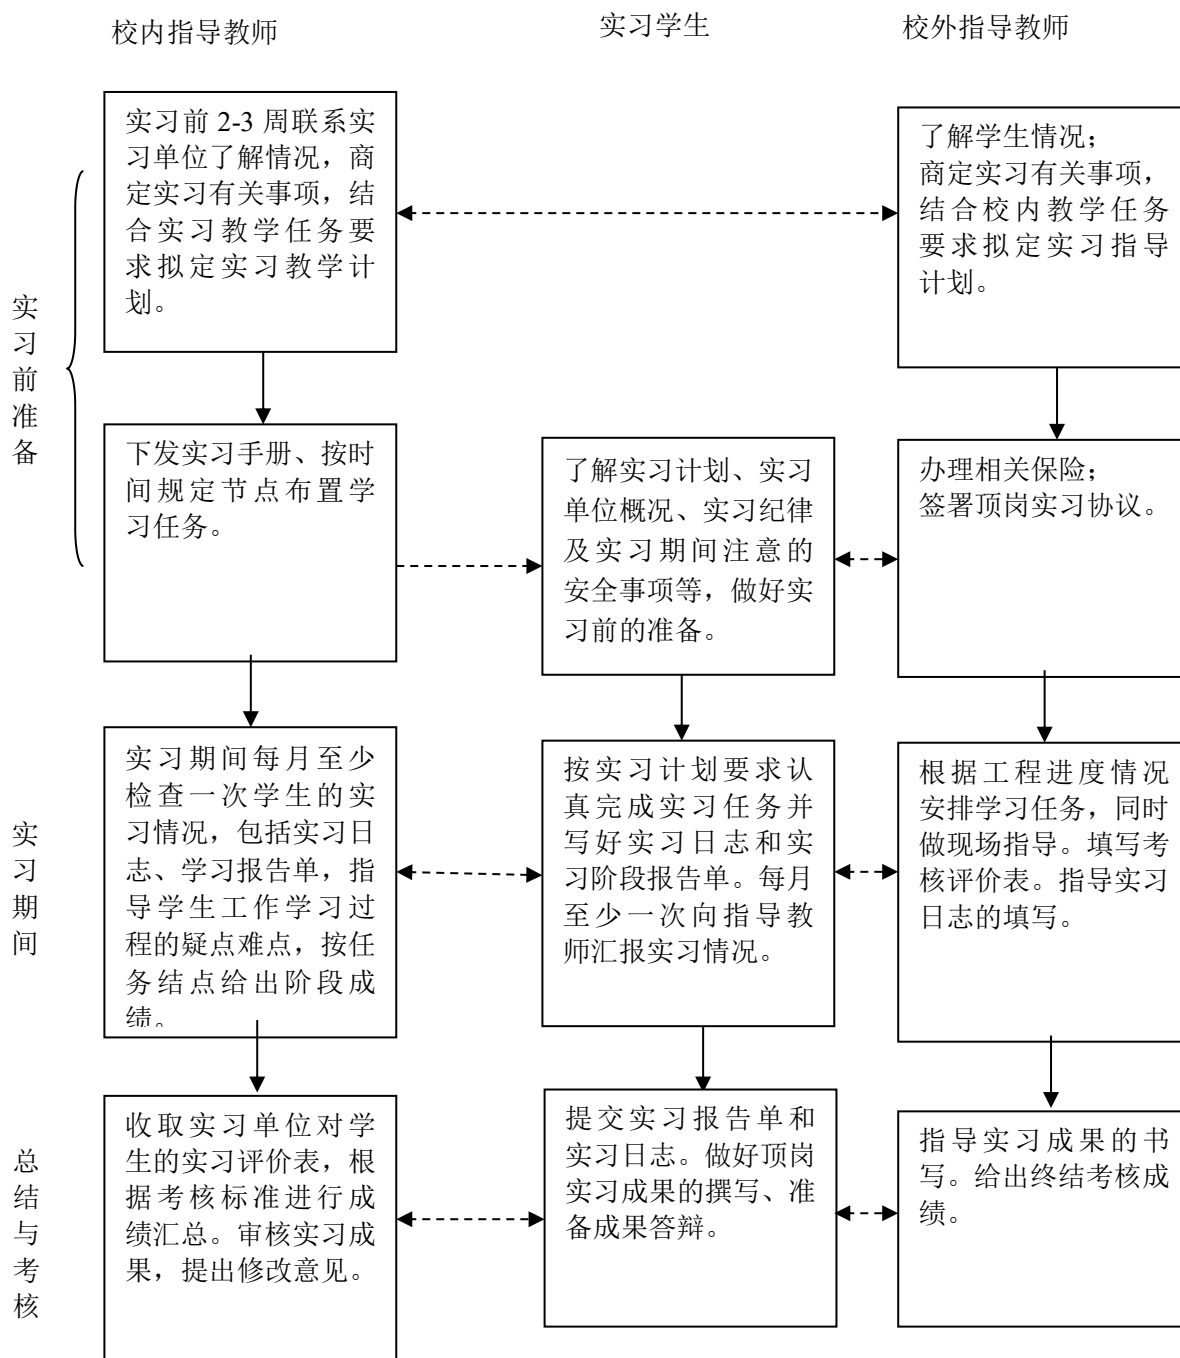 校内指导教师
实习学生
校外指导教师
实习前准备
实习前 2-3 周联系实
习单位了解情况，商
定实习有关事项，结
合实习教学任务要
求拟定实习教学计
划。
了解学生情况；
商定实习有关事项，
结合校内教学任务
要求拟定实习指导
计划。
下发实习手册、按时
间规定节点布置学
习任务。
了解实习计划、实习
单位概况、实习纪律
及实习期间注意的
安全事项等，做好实
习前的准备。
办理相关保险；
签署顶岗实习协议。
实习期间
实习期间每月至少
检查一次学生的实
习情况，包括实习日
志、学习报告单，指
导学生工作学习过
程的疑点难点，按任
务结点给出阶段成
绩。
按实习计划要求认
真完成实习任务并
写好实习日志和实
习阶段报告单。每月
至少一次向指导教
师汇报实习情况。
根据工程进度情况
安排学习任务，同时
做现场指导。填写考
核评价表。指导实习
日志的填写。
总结与考核
收取实习单位对学
生的实习评价表，根
据考核标准进行成
绩汇总。审核实习成
果，提出修改意见。
提交实习报告单和
实习日志。做好顶岗
实习成果的撰写、准
备成果答辩。
指导实习成果的书
写。给出终结考核成
绩。